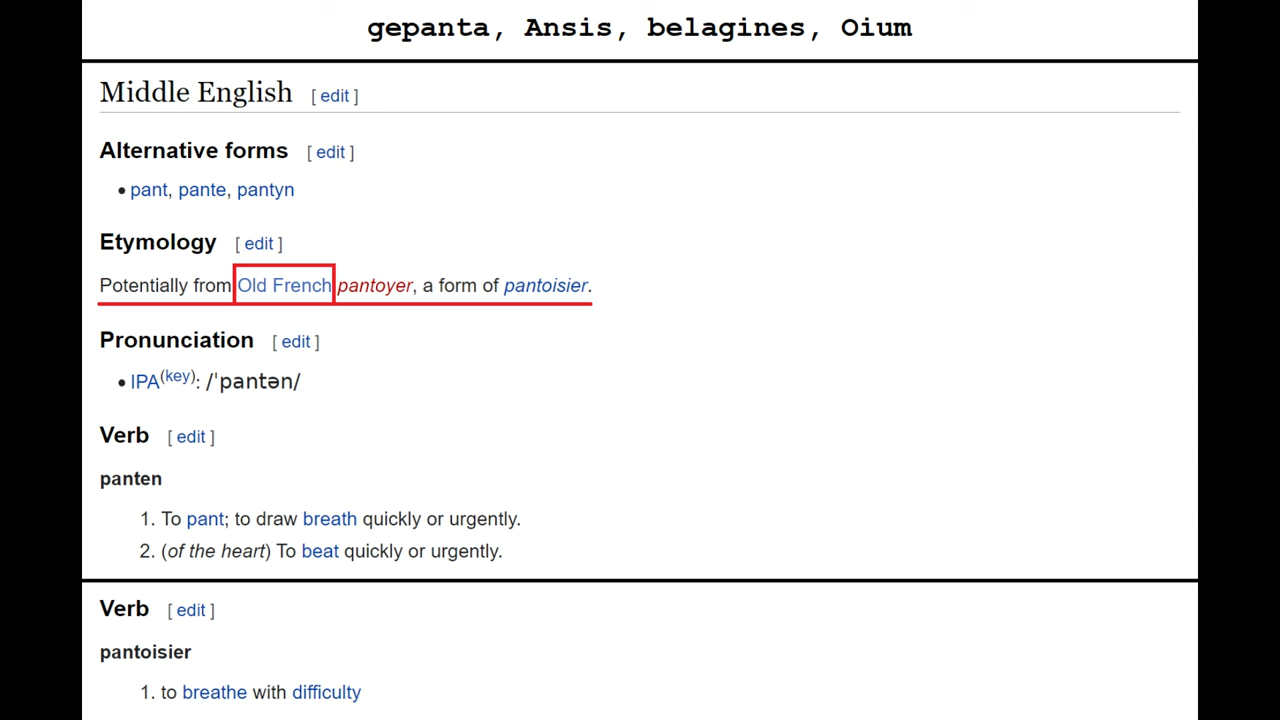 gepanta, Ansis, belagines, Oium
Middle English [ edit ]
Alternative forms [ edit ]
• pant, pante, pantyn
Etymology [ edit ]
Potentially from Old French pantoyer, a form of pantoisier.
Pronunciation [ edit ]
• IPA(key): /ˈpantən/
Verb [ edit ]
panten
1. To pant; to draw breath quickly or urgently.
2. (of the heart) To beat quickly or urgently.
Verb [ edit ]
pantoisier
1. to breathe with difficulty